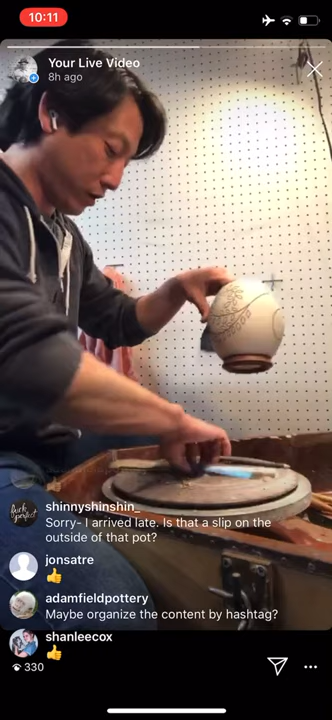 10:11
Your Live Video
8h ago
shinnyshinshin_
Sorry- I arrived late. Is that a slip on the
outside of that pot?
jonsatre
👍
adamfieldpottery
Maybe organize the content by hashtag?
shanleecox
👍
330